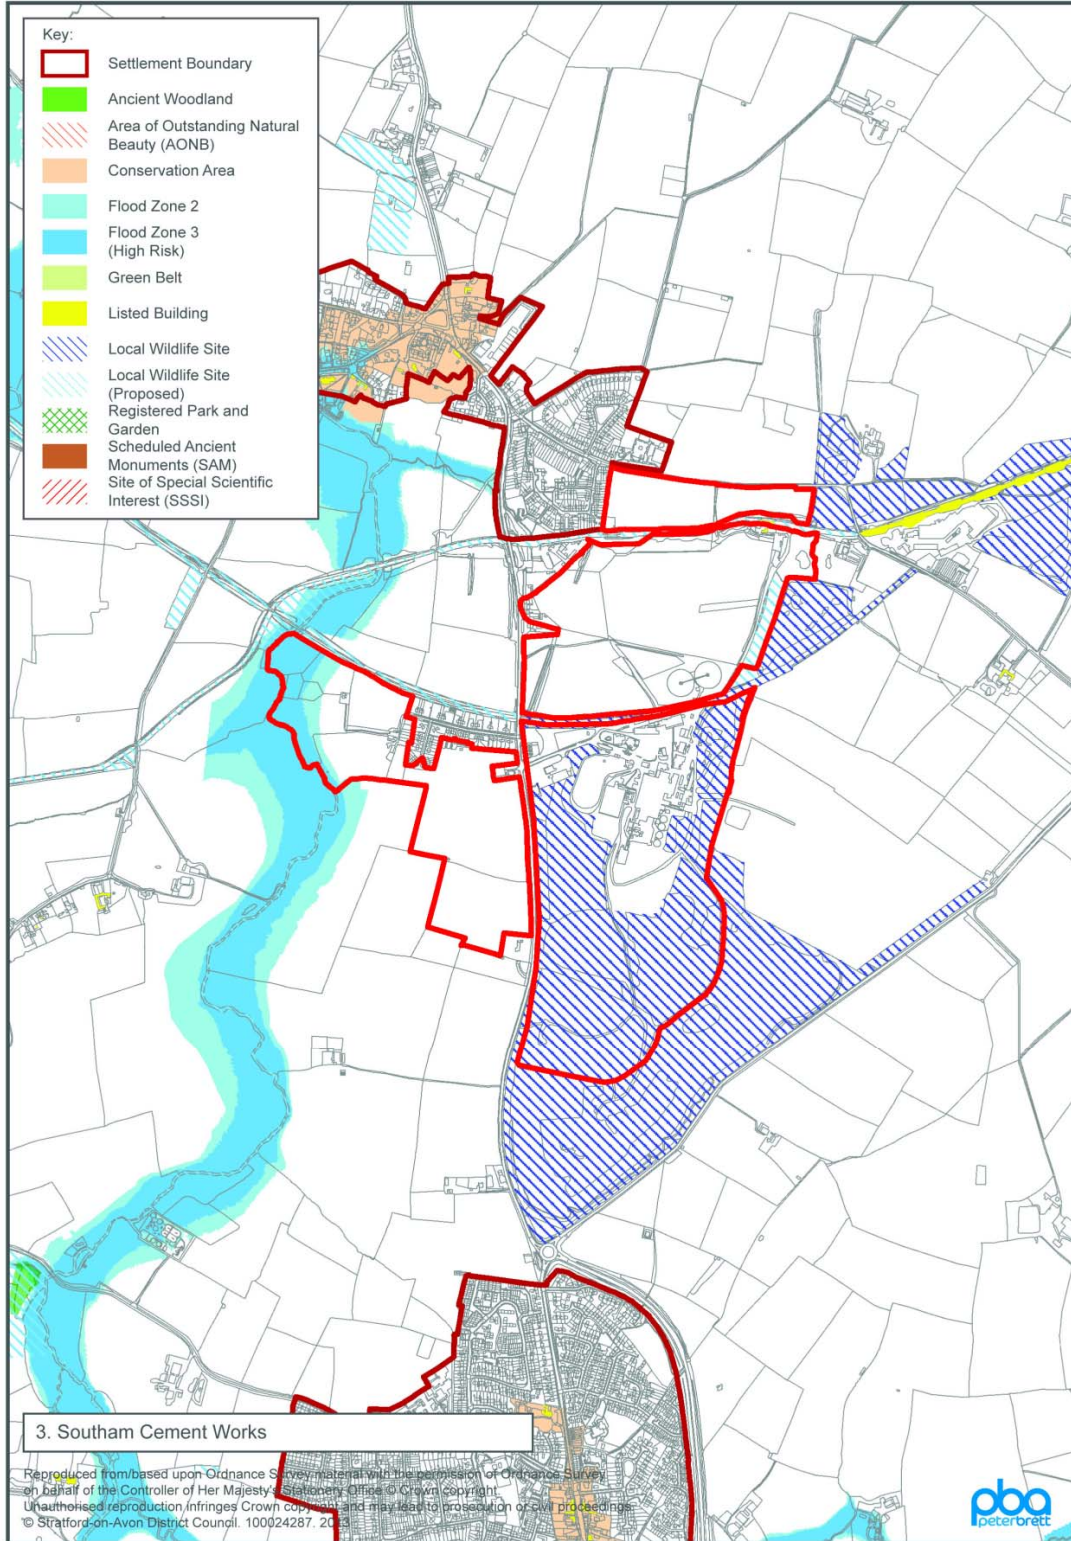 Key:
Settlement Boundary
Ancient Woodland
Area of Outstanding Natural
Beauty (AONB)
Conservation Area
Flood Zone 2
Flood Zone 3
(High Risk)
Green Belt
Listed Building
Local Wildlife Site
Local Wildlife Site
(Proposed)
Registered Park and
Garden
Scheduled Ancient
Monuments (SAM)
Site of Special Scientific
Interest (SSSI)
3. Southam Cement Works
Reproduced from/based upon Ordnance Survey material with the permission of Ordnance Survey
on behalf of the Controller of Her Majesty's Stationery Office © Crown copyright
Unauthorised reproduction infringes Crown copyright and may lead to prosecution or civil proceedings.
© Stratford-on-Avon District Council. 100024287.
pba
peterbrett